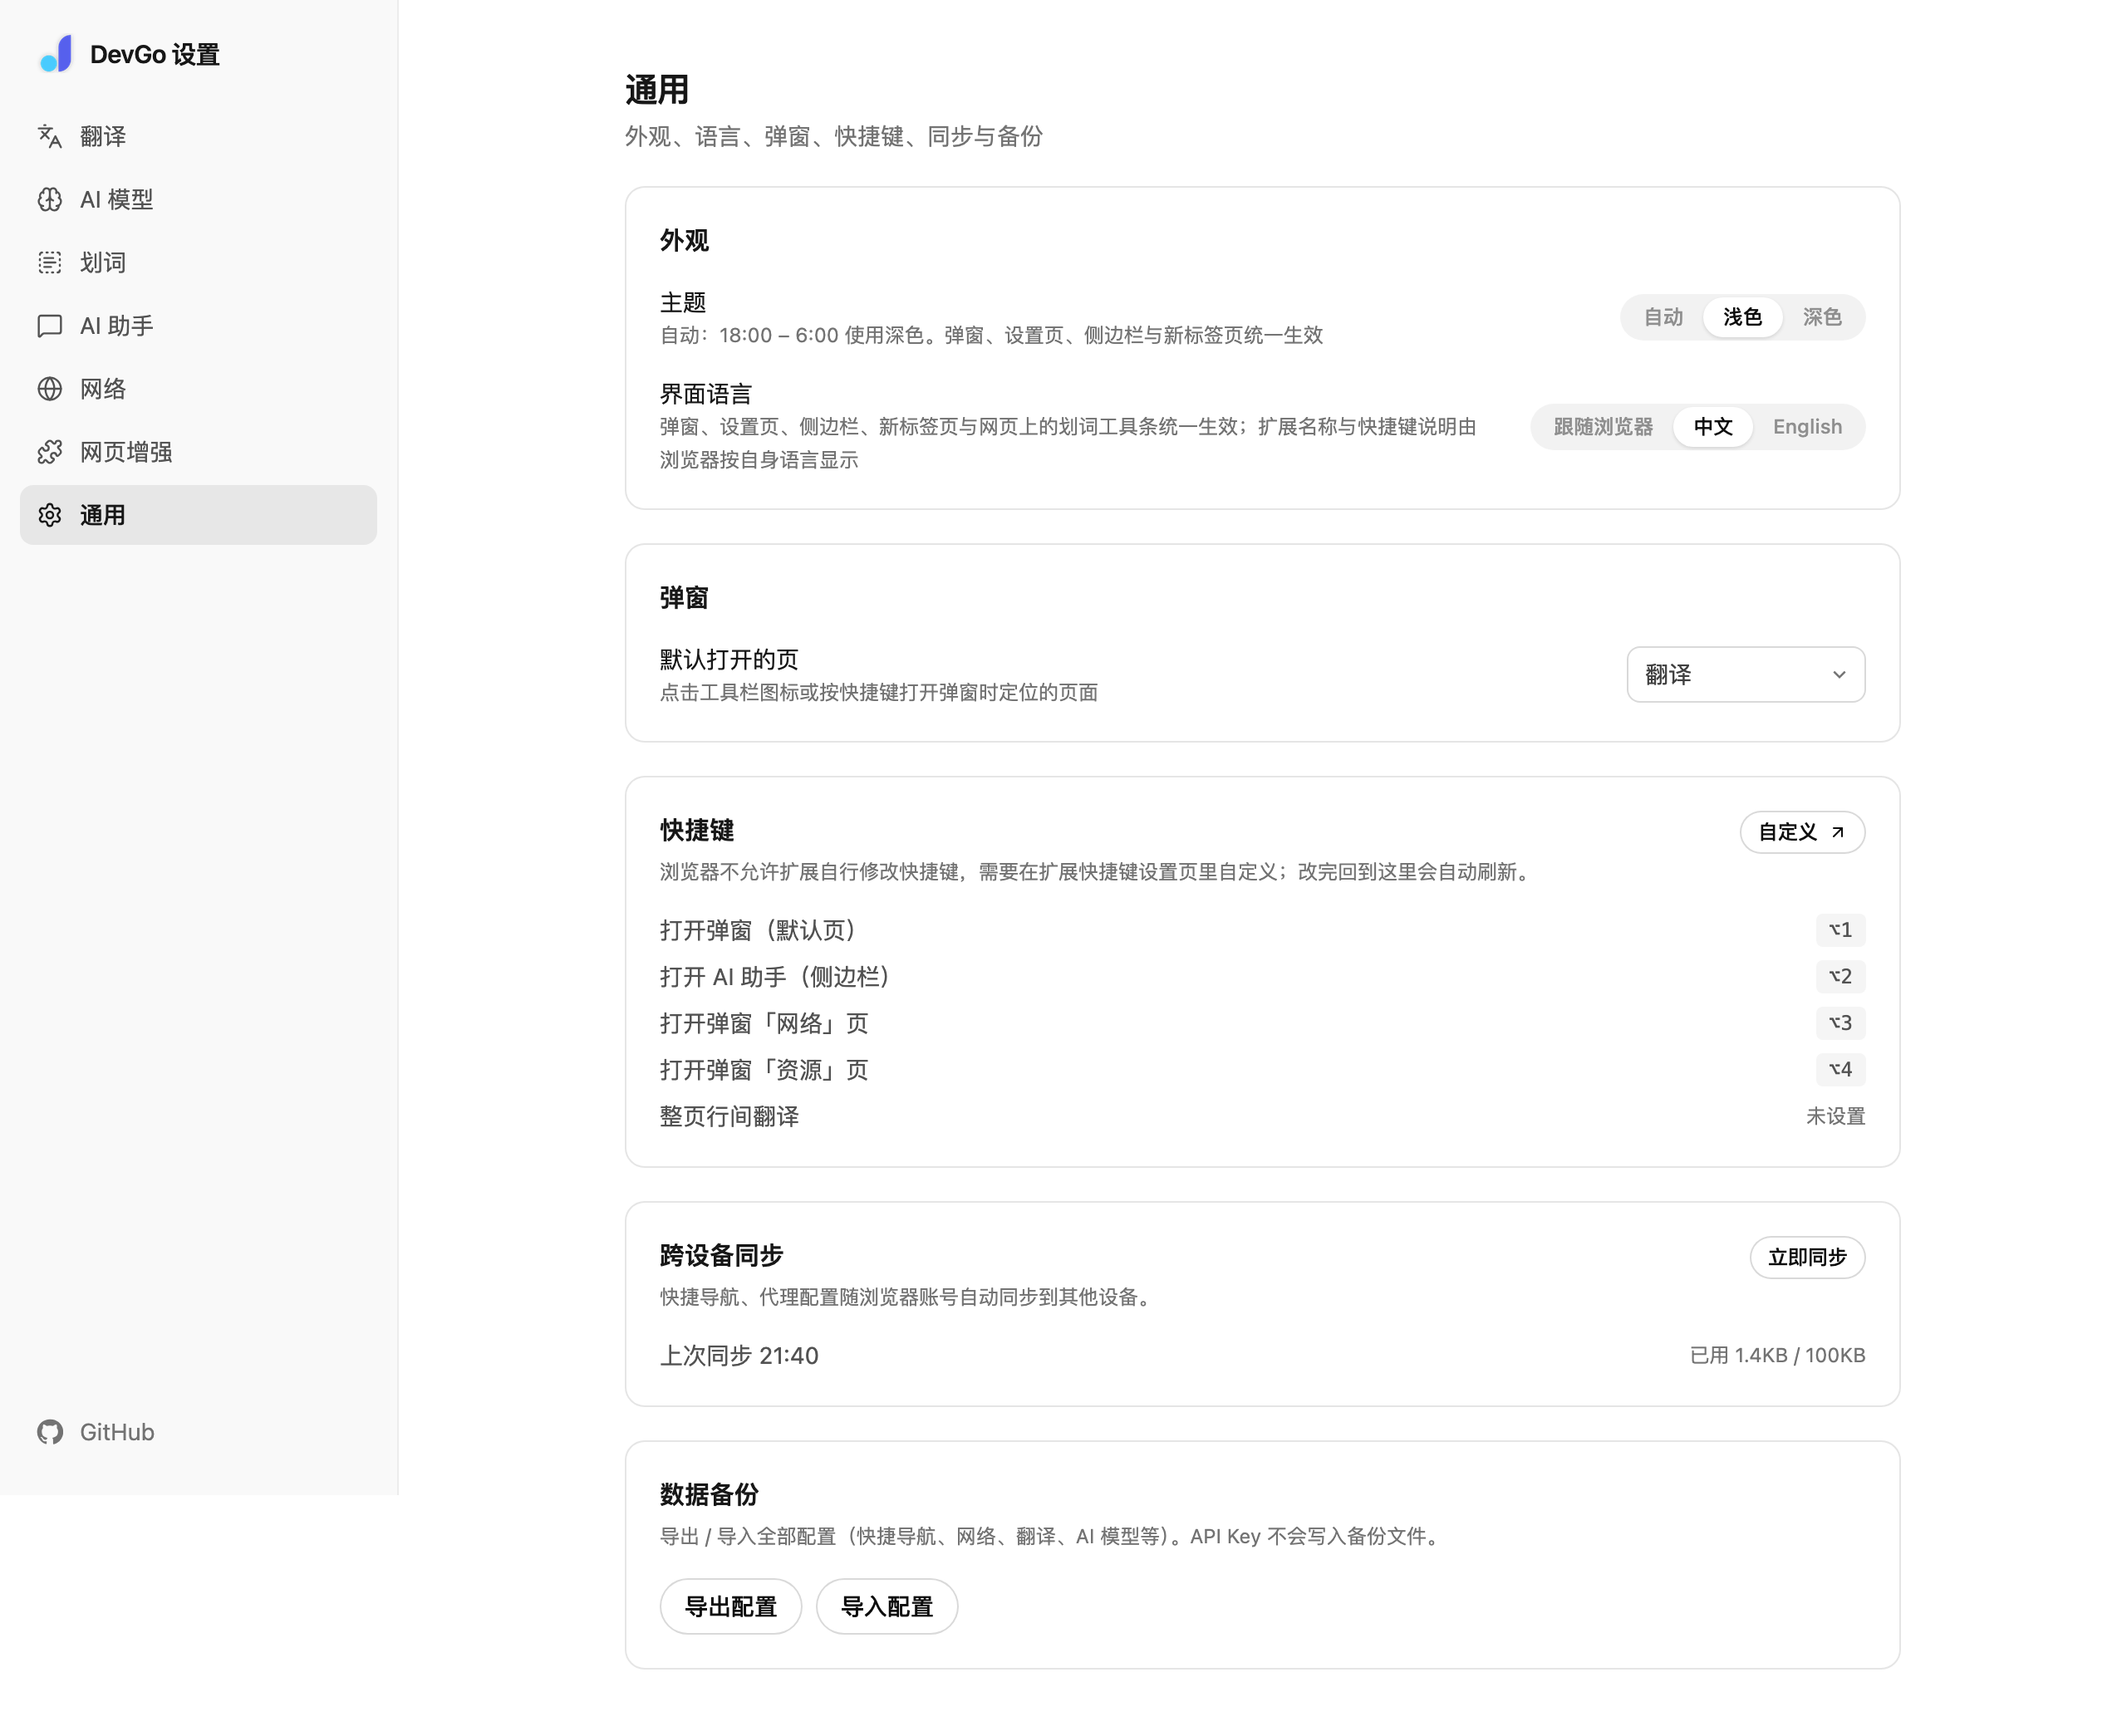 DevGo 设置
翻译
AI 模型
划词
AI 助手
网络
网页增强
通用
GitHub
通用
外观、语言、弹窗、快捷键、同步与备份
外观
主题
自动：18:00 – 6:00 使用深色。弹窗、设置页、侧边栏与新标签页统一生效
自动 浅色 深色
界面语言
弹窗、设置页、侧边栏、新标签页与网页上的划词工具条统一生效；扩展名称与快捷键说明由
浏览器按自身语言显示
跟随浏览器 中文 English
弹窗
默认打开的页
点击工具栏图标或按快捷键打开弹窗时定位的页面
翻译
快捷键
自定义
浏览器不允许扩展自行修改快捷键，需要在扩展快捷键设置页里自定义；改完回到这里会自动刷新。
打开弹窗（默认页） ⌥1
打开 AI 助手（侧边栏） ⌥2
打开弹窗「网络」页 ⌥3
打开弹窗「资源」页 ⌥4
整页行间翻译 未设置
跨设备同步
立即同步
快捷导航、代理配置随浏览器账号自动同步到其他设备。
上次同步 21:40 已用 1.4KB / 100KB
数据备份
导出 / 导入全部配置（快捷导航、网络、翻译、AI 模型等）。API Key 不会写入备份文件。
导出配置 导入配置